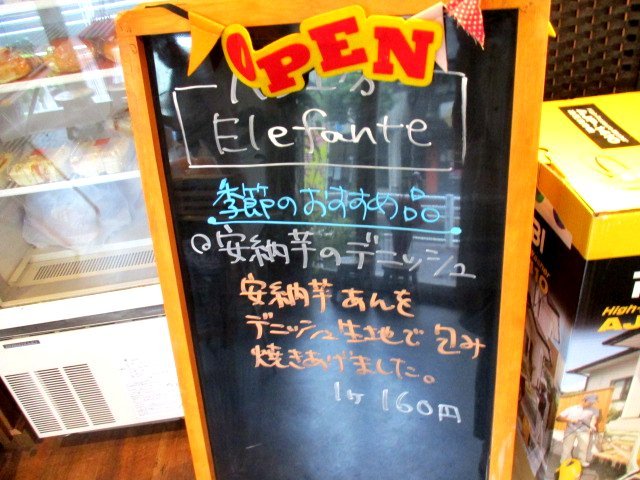 OPEN
Elefante
季節のおすすめ品
安納芋のデニッシュ
安納芋あんを
デニッシュ生地で包み
焼きあげました。
1ヶ 160円
High-